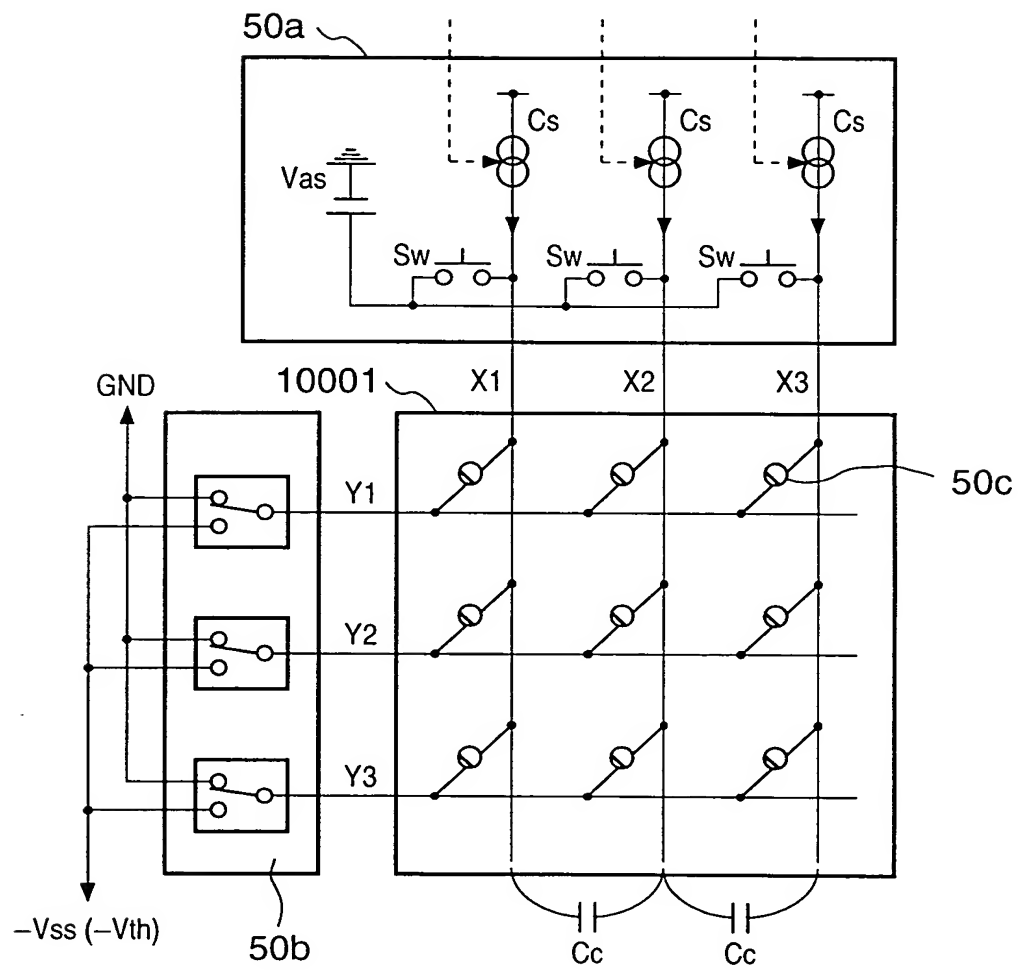 50a
Cs Cs Cs
Vas
Sw Sw Sw
GND 10001 X1 X2 X3
Y1
50c
Y2
Y3
–Vss (–Vth)
50b
Cc Cc